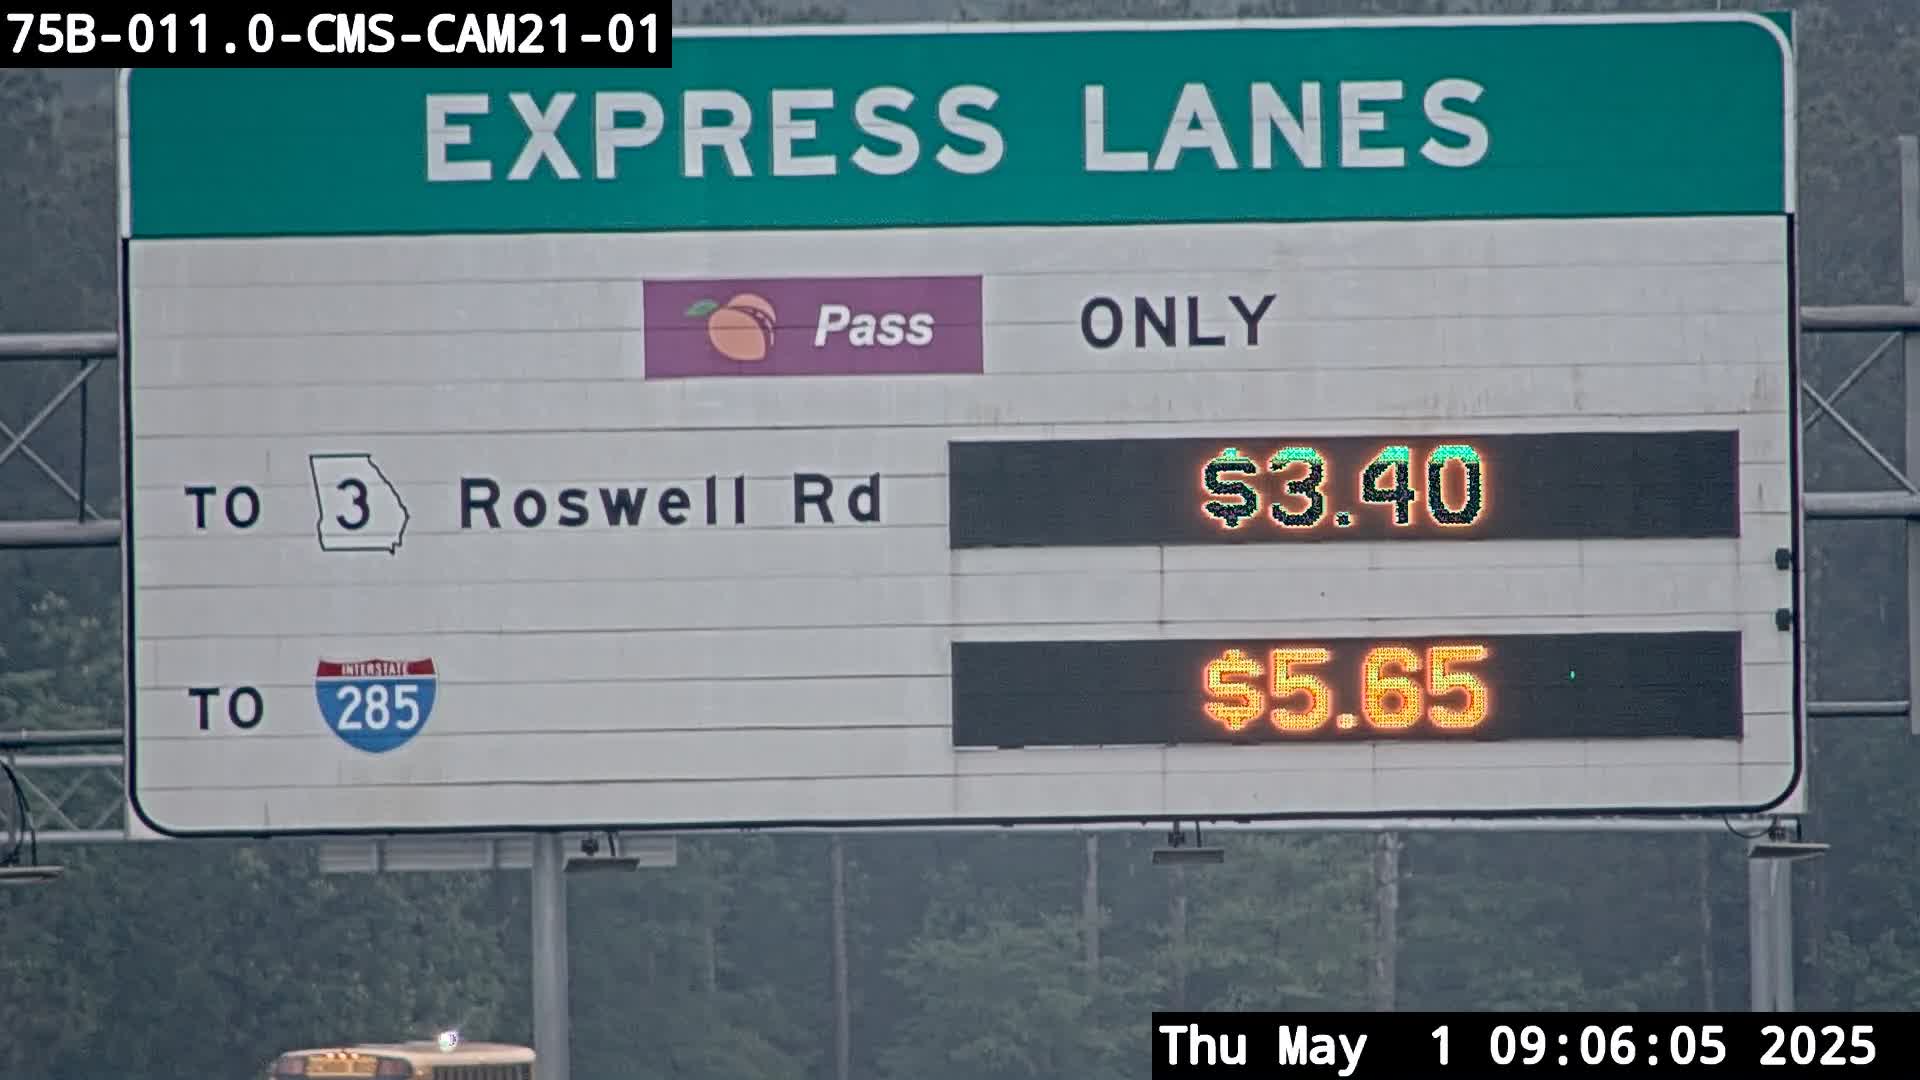 75B-011.0-CMS-CAM21-01
EXPRESS LANES
Pass ONLY
TO 3 Roswell Rd $3.40
INTERSTATE
TO 285 $5.65
Thu May 1 09:06:05 2025